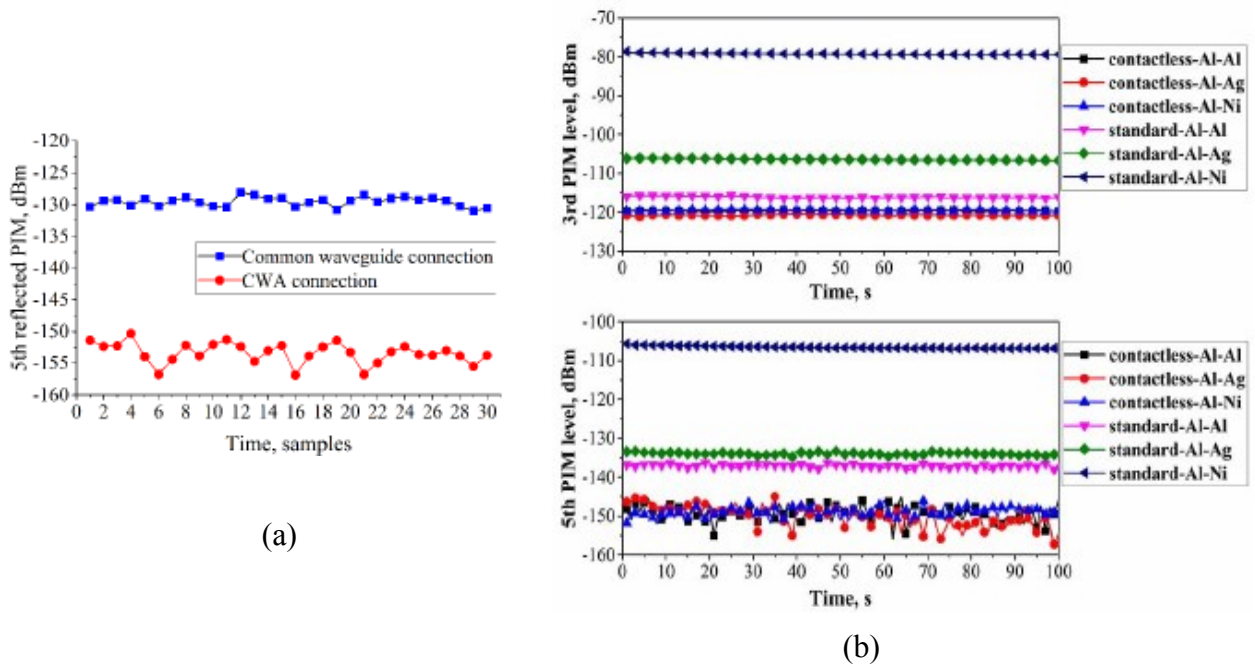 -120
-125
-130
-135
-140
-145
-150
-155
-160
5th reflected PIM, dBm
Common waveguide connection
CWA connection
0 2 4 6 8 10 12 14 16 18 20 22 24 26 28 30
Time, samples
(a)
-70
-80
-90
-100
-110
-120
-130
3rd PIM level, dBm
0 10 20 30 40 50 60 70 80 90 100
Time, s
contactless-Al-Al
contactless-Al-Ag
contactless-Al-Ni
standard-Al-Al
standard-Al-Ag
standard-Al-Ni
-100
-110
-120
-130
-140
-150
-160
5th PIM level, dBm
0 10 20 30 40 50 60 70 80 90 100
Time, s
contactless-Al-Al
contactless-Al-Ag
contactless-Al-Ni
standard-Al-Al
standard-Al-Ag
standard-Al-Ni
(b)